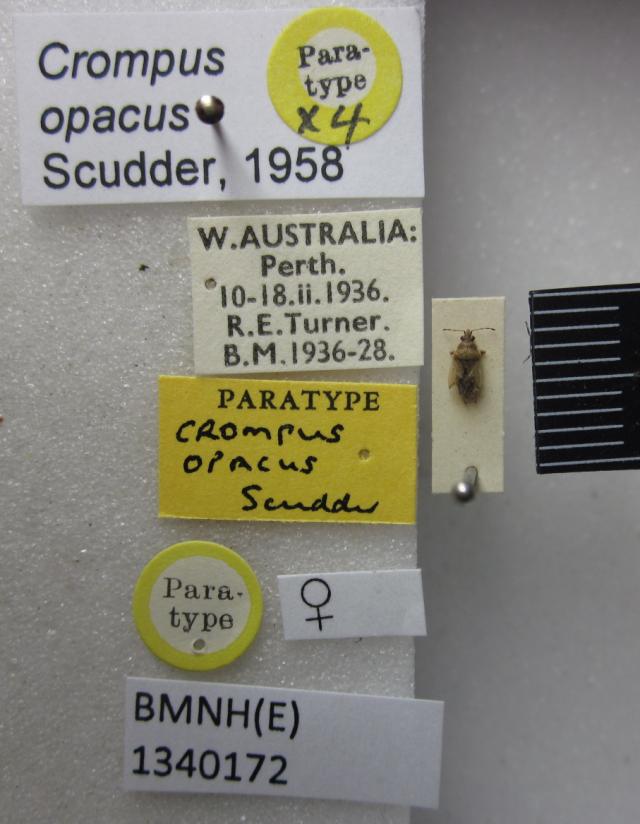 Crompus
opacus
Scudder, 1958
Para-
type
x4
W.AUSTRALIA:
Perth.
10-18.ii.1936.
R.E.Turner.
B.M.1936-28.
PARATYPE
CROMPUS
OPACUS
Scudder
Para-
type
♀
BMNH(E)
1340172